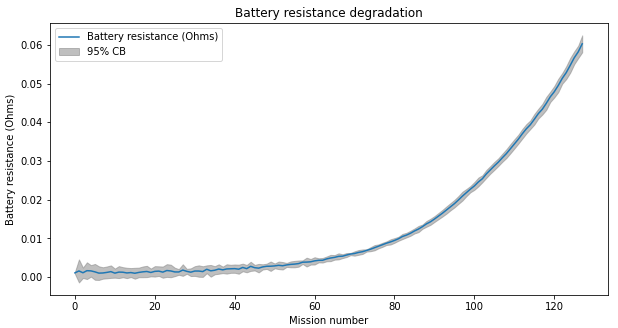 Battery resistance degradation
Battery resistance (Ohms)
95% CB
Battery resistance (Ohms)
0.06
0.05
0.04
0.03
0.02
0.01
0.00
0 20 40 60 80 100 120
Mission number